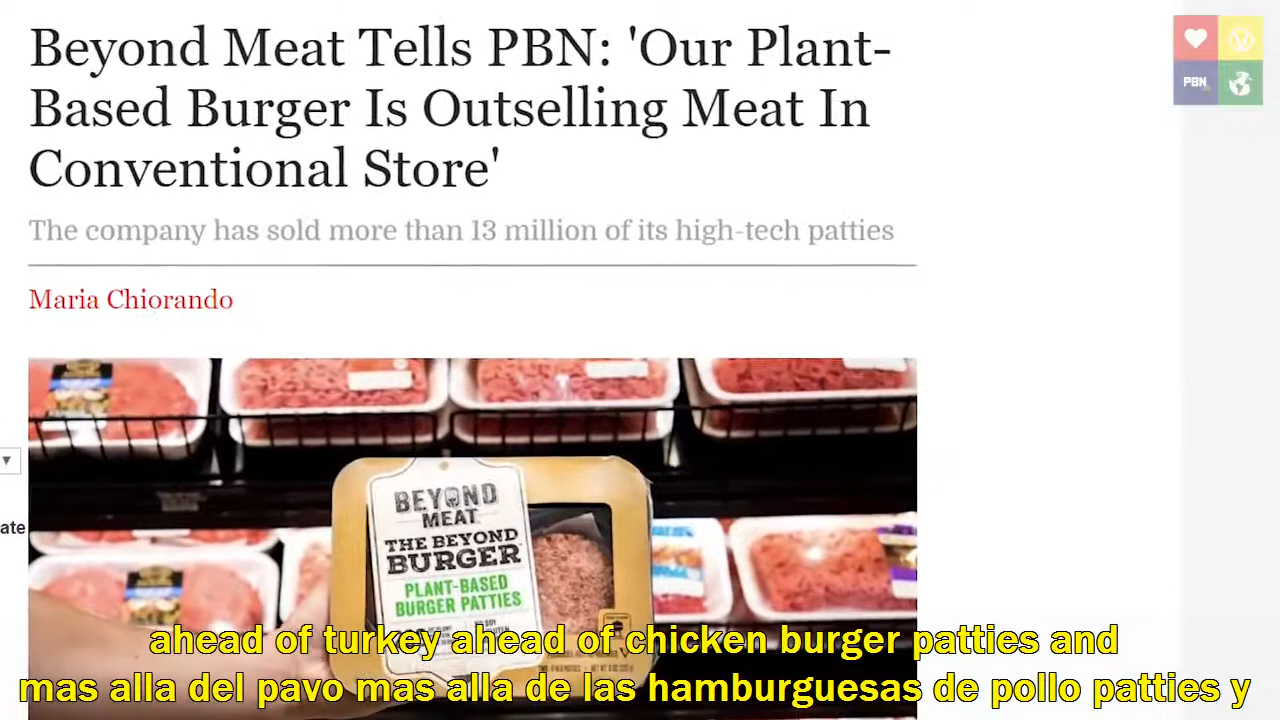 Beyond Meat Tells PBN: 'Our Plant-
Based Burger Is Outselling Meat In
Conventional Store'
The company has sold more than 13 million of its high-tech patties
Maria Chiorando
PBN
ate
BEYOND
MEAT
THE BEYOND
BURGER
PLANT-BASED
BURGER PATTIES
ahead of turkey ahead of chicken burger patties and
mas alla del pavo mas alla de las hamburguesas de pollo patties y